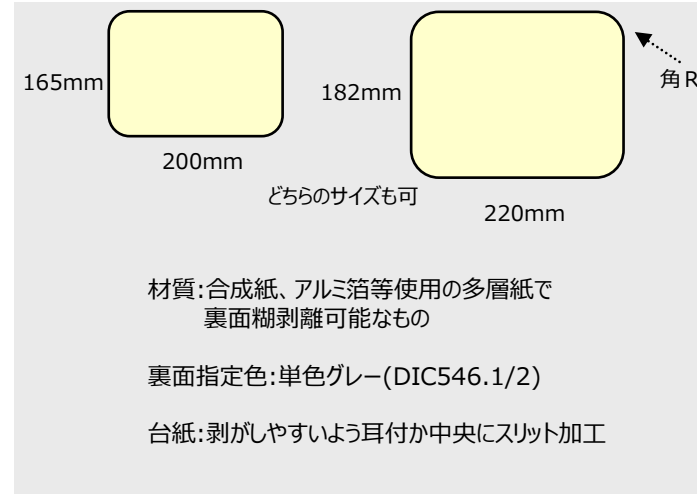 165mm
200mm
182mm
角R
どちらのサイズも可
220mm
材質:合成紙、アルミ箔等使用の多層紙で
裏面糊剥離可能なもの
裏面指定色:単色グレー(DIC546.1/2)
台紙:剥がしやすいよう耳付か中央にスリット加工